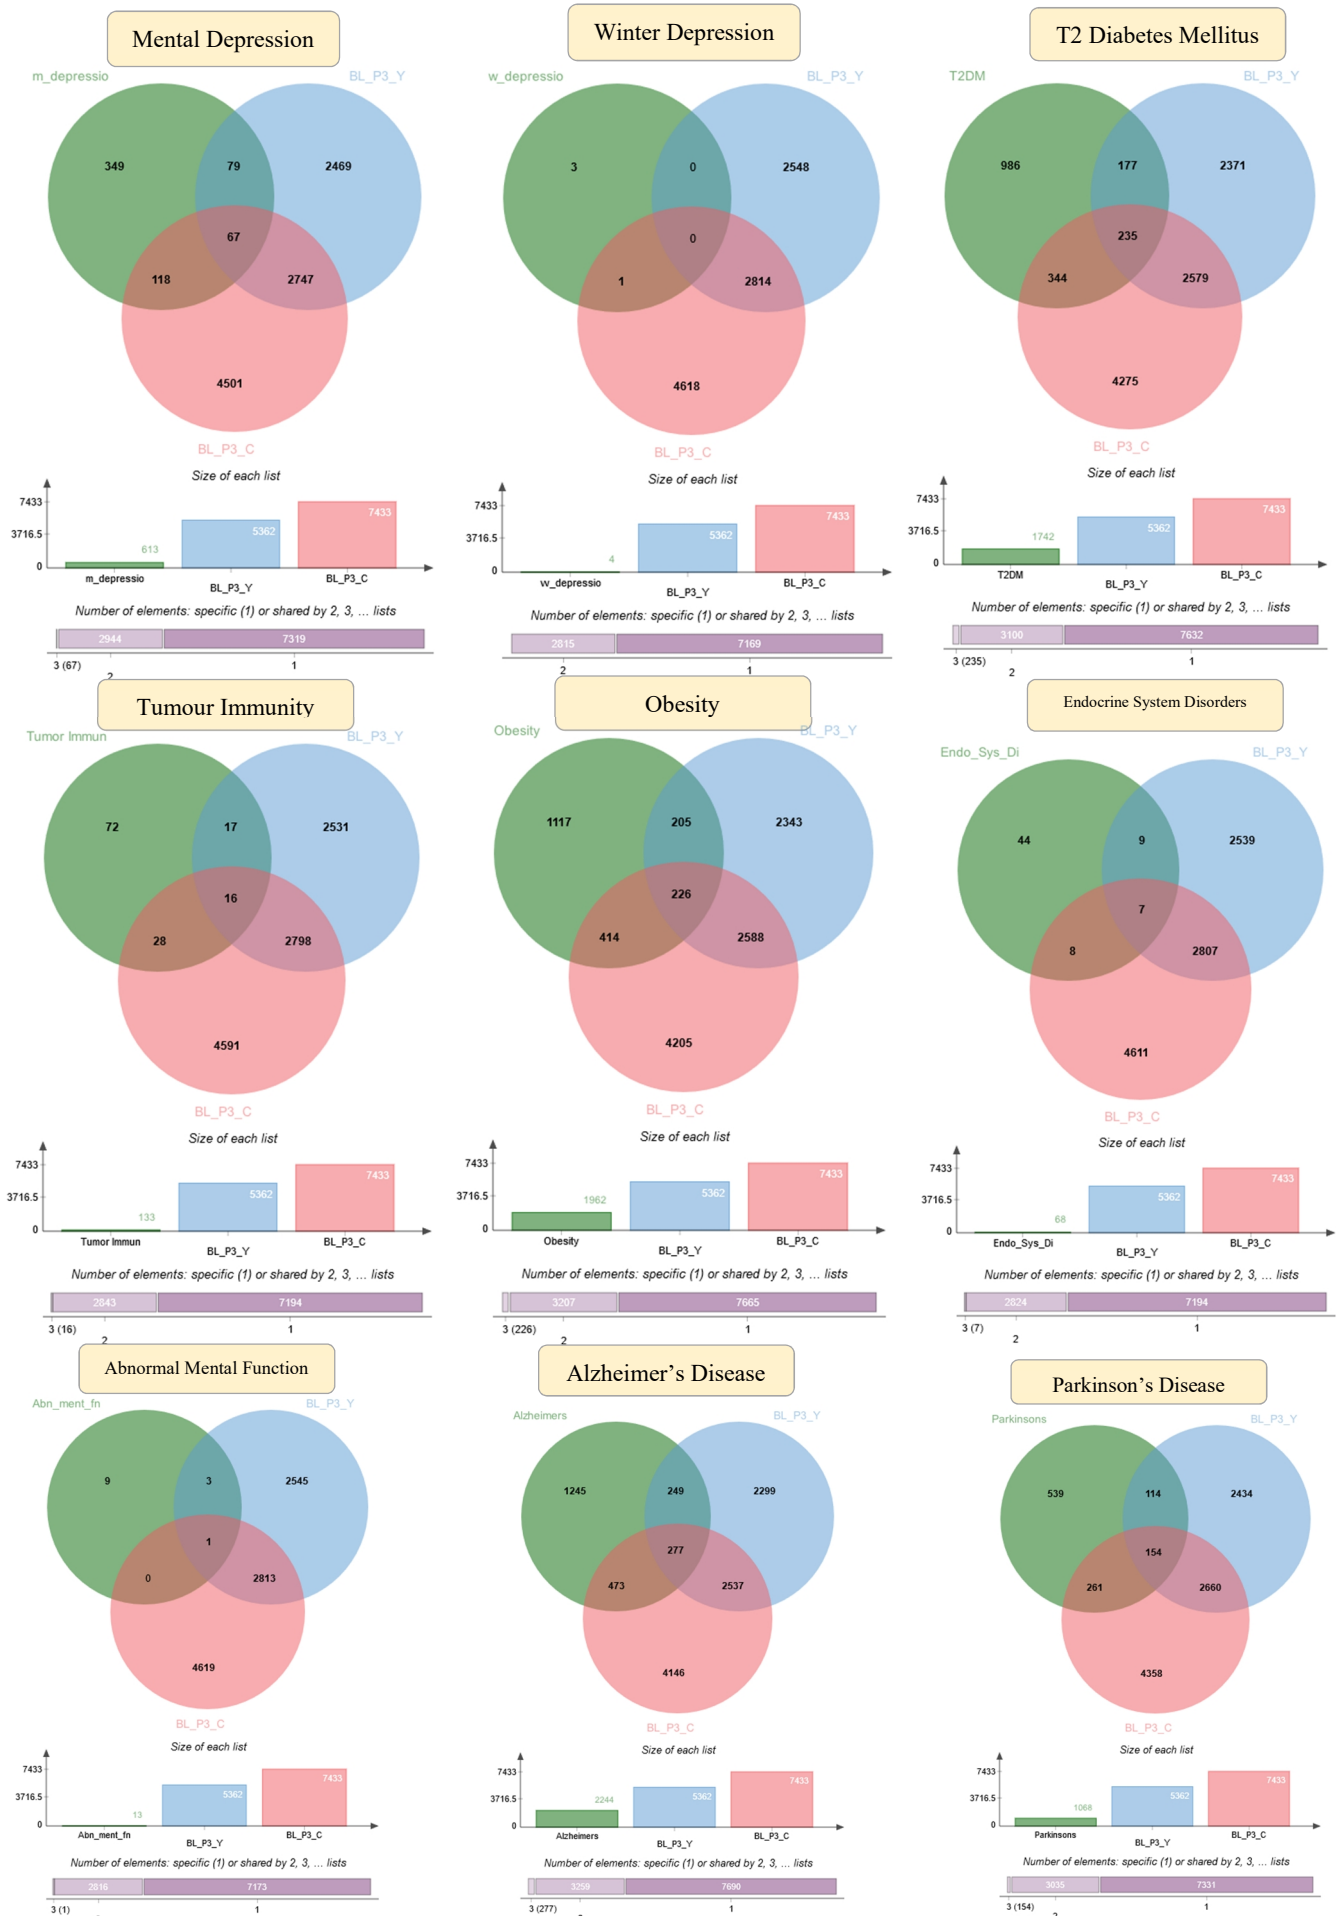 Mental Depression
m_depressio
BL_P3_Y
349
79
2469
67
118
2747
4501
BL_P3_C
Size of each list
7433
3716.5
0
613
5362
7433
m_depressio
BL_P3_Y
BL_P3_C
Number of elements: specific (1) or shared by 2, 3, ... lists
2944
7319
3 (67)
2
1
Winter Depression
w_depressio
BL_P3_Y
3
0
2548
0
1
2814
4618
BL_P3_C
Size of each list
7433
3716.5
0
4
5362
7433
w_depressio
BL_P3_Y
BL_P3_C
Number of elements: specific (1) or shared by 2, 3, ... lists
2815
7169
2
1
T2 Diabetes Mellitus
T2DM
BL_P3_Y
986
177
2371
235
344
2579
4275
BL_P3_C
Size of each list
7433
3716.5
0
1742
5362
7433
T2DM
BL_P3_Y
BL_P3_C
Number of elements: specific (1) or shared by 2, 3, ... lists
3100
7632
3 (235)
2
1
Tumour Immunity
Tumor Immun
BL_P3_Y
72
17
2531
16
28
2798
4591
BL_P3_C
Size of each list
7433
3716.5
0
133
5362
7433
Tumor Immun
BL_P3_Y
BL_P3_C
Number of elements: specific (1) or shared by 2, 3, ... lists
2843
7194
3 (16)
2
1
Obesity
Obesity
BL_P3_Y
1117
205
2343
226
414
2588
4205
BL_P3_C
Size of each list
7433
3716.5
0
1962
5362
7433
Obesity
BL_P3_Y
BL_P3_C
Number of elements: specific (1) or shared by 2, 3, ... lists
3207
7665
3 (226)
2
1
Endocrine System Disorders
Endo_Sys_Di
BL_P3_Y
44
9
2539
7
8
2807
4611
BL_P3_C
Size of each list
7433
3716.5
0
68
5362
7433
Endo_Sys_Di
BL_P3_Y
BL_P3_C
Number of elements: specific (1) or shared by 2, 3, ... lists
2824
7194
3 (7)
2
1
Abnormal Mental Function
Abn_ment_fn
BL_P3_Y
9
3
2545
1
0
2813
4619
BL_P3_C
Size of each list
7433
3716.5
0
13
5362
7433
Abn_ment_fn
BL_P3_Y
BL_P3_C
Number of elements: specific (1) or shared by 2, 3, ... lists
2816
7173
3 (1)
1
Alzheimer's Disease
Alzheimers
BL_P3_Y
1245
249
2299
277
473
2537
4146
BL_P3_C
Size of each list
7433
3716.5
0
2244
5362
7433
Alzheimers
BL_P3_Y
BL_P3_C
Number of elements: specific (1) or shared by 2, 3, ... lists
3259
7690
3 (277)
1
Parkinson's Disease
Parkinsons
BL_P3_Y
539
114
2434
154
261
2660
4358
BL_P3_C
Size of each list
7433
3716.5
0
1068
5362
7433
Parkinsons
BL_P3_Y
BL_P3_C
Number of elements: specific (1) or shared by 2, 3, ... lists
3035
7331
3 (154)
1